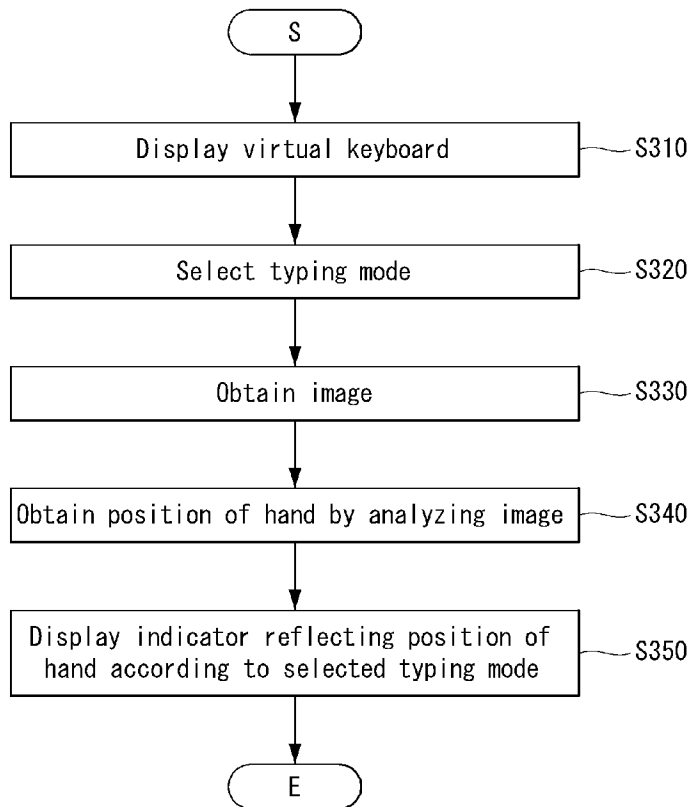 S
Display virtual keyboard
S310
Select typing mode
S320
Obtain image
S330
Obtain position of hand by analyzing image
S340
Display indicator reflecting position of
hand according to selected typing mode
S350
E